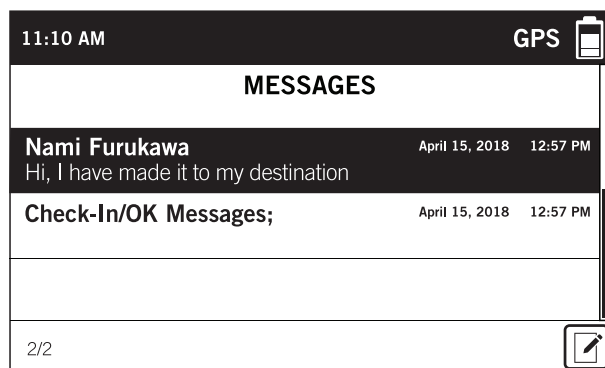 11:10 AM GPS
MESSAGES
Nami Furukawa April 15, 2018 12:57 PM
Hi, I have made it to my destination
Check-In/OK Messages; April 15, 2018 12:57 PM
2/2